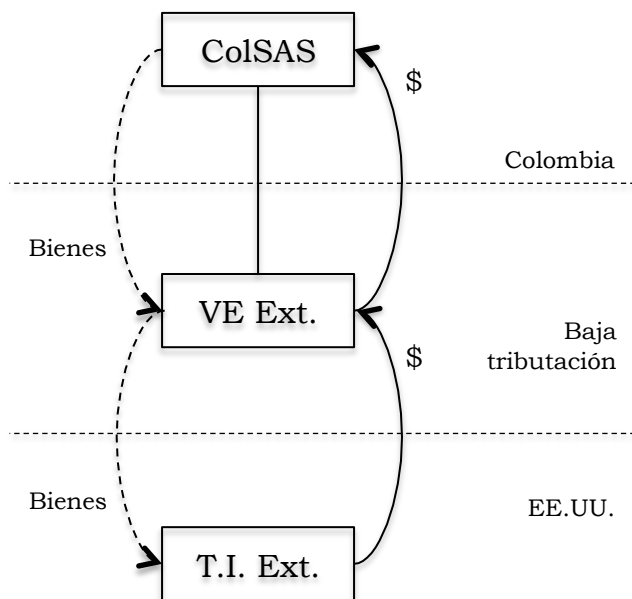 ColSAS
$
Colombia
Bienes
VE Ext.
Baja
tributación
$
Bienes
EE.UU.
T.I. Ext.